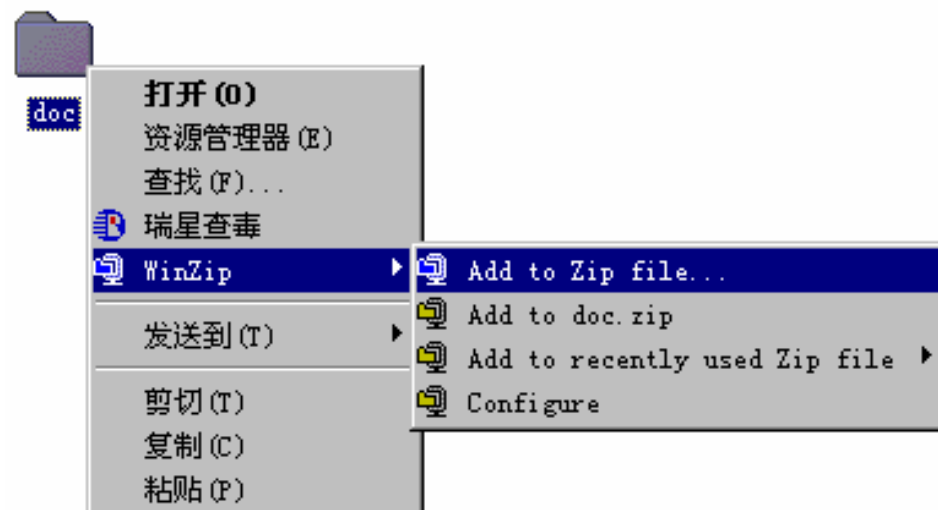 doc
打开(O)
资源管理器(E)
查找(F)...
瑞星查毒
WinZip
发送到(T)
剪切(T)
复制(C)
粘贴(P)
Add to Zip file...
Add to doc.zip
Add to recently used Zip file
Configure